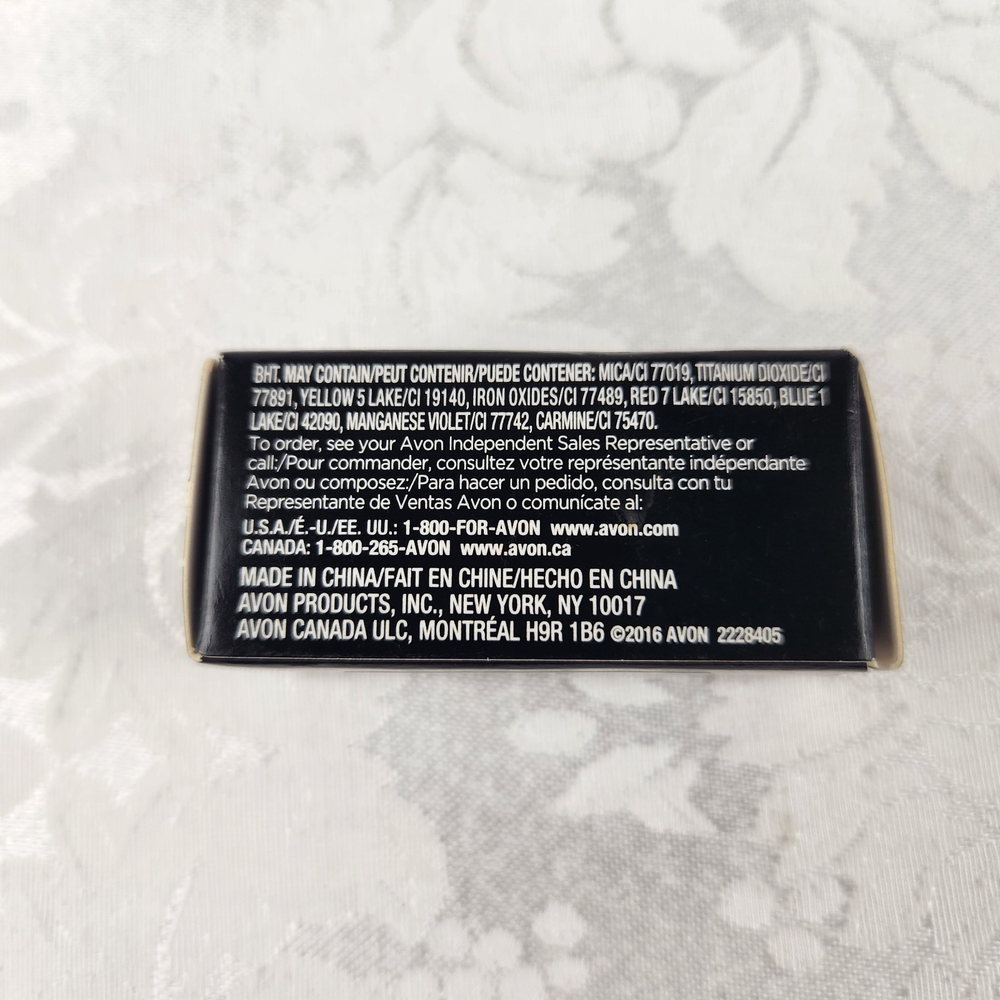 BHT. MAY CONTAIN/PEUT CONTENIR/PUEDE CONTENER: MICA/CI 77019, TITANIUM DIOXIDE/CI
77891, YELLOW 5 LAKE/CI 19140, IRON OXIDES/CI 77489, RED 7 LAKE/CI 15850, BLUE 1
LAKE/CI 42090, MANGANESE VIOLET/CI 77742, CARMINE/CI 75470.
To order, see your Avon Independent Sales Representative or
call:/Pour commander, consultez votre représentante indépendante
Avon ou composez:/Para hacer un pedido, consulta con tu
Representante de Ventas Avon o comunícate al:
U.S.A./É.-U./EE. UU.: 1-800-FOR-AVON www.avon.com
CANADA: 1-800-265-AVON www.avon.ca
MADE IN CHINA/FAIT EN CHINE/HECHO EN CHINA
AVON PRODUCTS, INC., NEW YORK, NY 10017
AVON CANADA ULC, MONTRÉAL H9R 1B6 ©2016 AVON 2228405